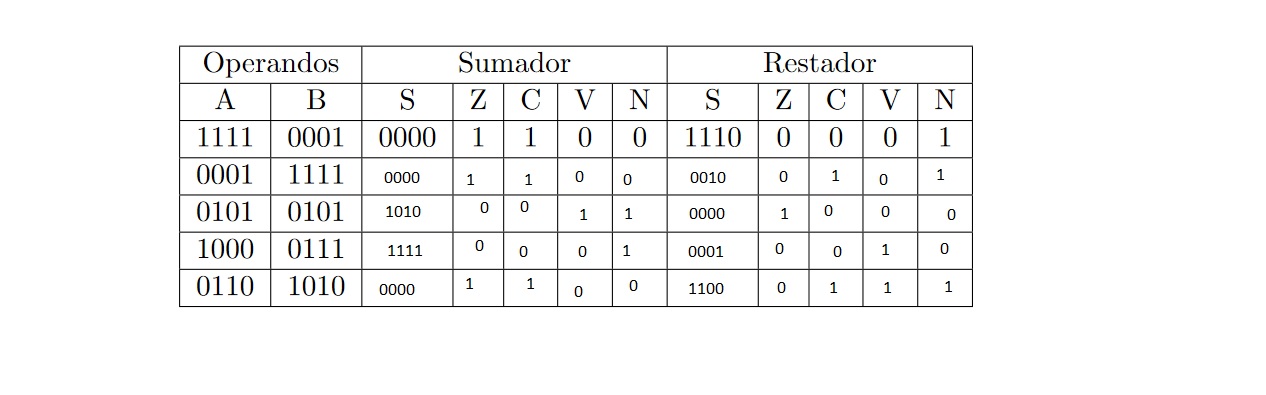 Operandos Sumador Restador
A B S Z C V N S Z C V N
1111 0001 0000 1 1 0 0 1110 0 0 0 1
0001 1111 0000 1 1 0 0 0010 0 1 0 1
0101 0101 1010 0 0 1 1 0000 1 0 0 0
1000 0111 1111 0 0 0 1 0001 0 0 1 0
0110 1010 0000 1 1 0 0 1100 0 1 1 1